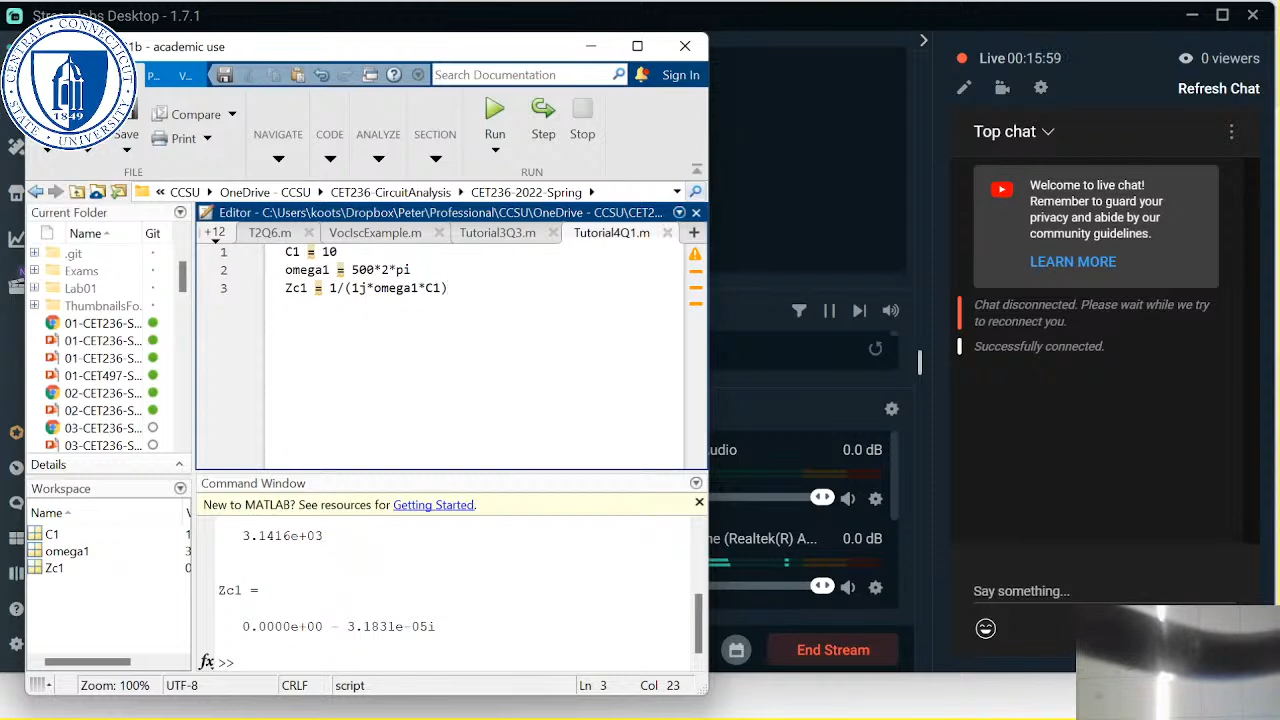 Streamlabs Desktop - 1.7.1
CENTRAL CONNECTICUT STATE UNIVERSITY
1849
1b - academic use
P...
V...
Search Documentation
Sign In
Save
Compare
Print
NAVIGATE
CODE
ANALYZE
SECTION
Run
Step
Stop
FILE
RUN
« CCSU OneDrive - CCSU CET236-CircuitAnalysis CET236-2022-Spring
Current Folder
Name
Git
.git
Exams
Lab01
ThumbnailsFo...
01-CET236-S...
01-CET236-S...
01-CET236-S...
01-CET497-S...
02-CET236-S...
02-CET236-S...
03-CET236-S...
03-CET236-S...
Details
Workspace
Name
V
C1
1
omega1
3
Zc1
0
Editor - C:\Users\koots\Dropbox\Peter\Professional\CCSU\OneDrive - CCSU\CET2...
+12
T2Q6.m
VocIscExample.m
Tutorial3Q3.m
Tutorial4Q1.m
1 C1 = 10
2 omega1 = 500*2*pi
3 Zc1 = 1/(1j*omega1*C1)
Command Window
New to MATLAB? See resources for Getting Started.
3.1416e+03
Zc1 =
0.0000e+00 - 3.1831e-05i
fx >>
Zoom: 100%
UTF-8
CRLF
script
Ln 3
Col 23
udio
0.0 dB
ne (Realtek(R) A...
0.0 dB
End Stream
Live 00:15:59
0 viewers
Refresh Chat
Top chat
Welcome to live chat!
Remember to guard your
privacy and abide by our
community guidelines.
LEARN MORE
Chat disconnected. Please wait while we try
to reconnect you.
Successfully connected.
Say something...